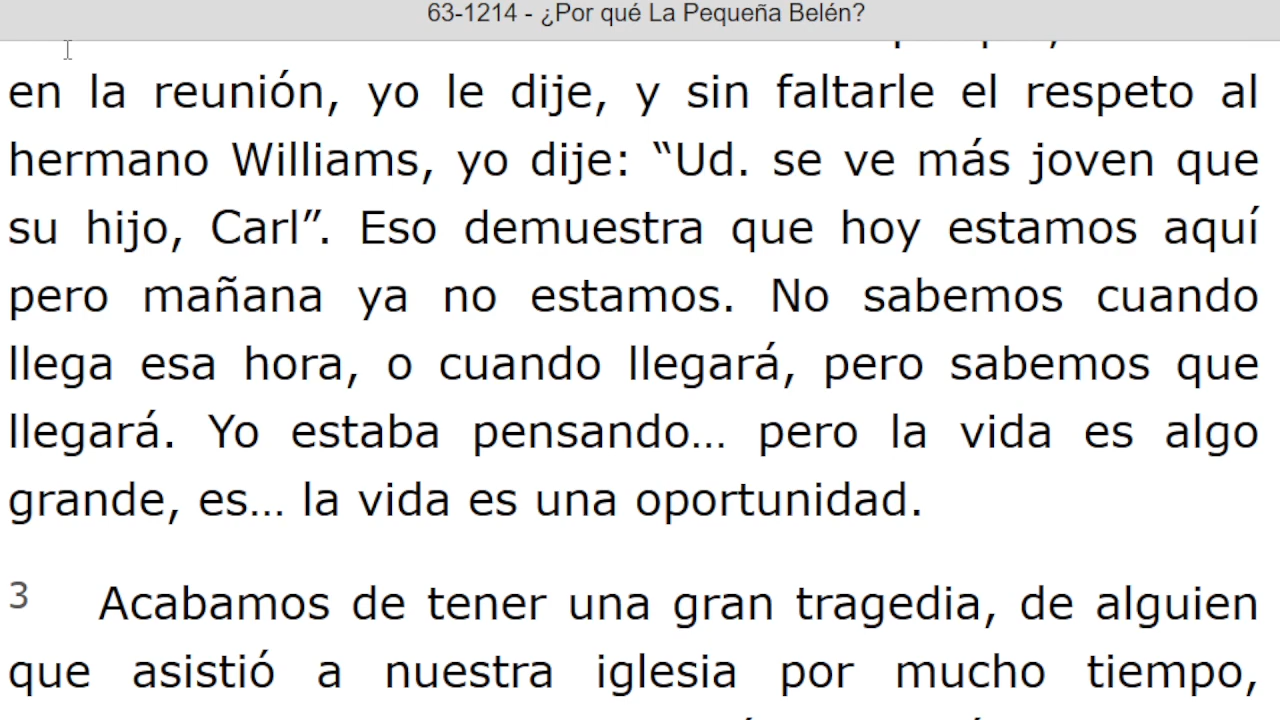 63-1214 - ¿Por qué La Pequeña Belén?
en la reunión, yo le dije, y sin faltarle el respeto al
hermano Williams, yo dije: “Ud. se ve más joven que
su hijo, Carl”. Eso demuestra que hoy estamos aquí
pero mañana ya no estamos. No sabemos cuando
llega esa hora, o cuando llegará, pero sabemos que
llegará. Yo estaba pensando… pero la vida es algo
grande, es… la vida es una oportunidad.
3 Acabamos de tener una gran tragedia, de alguien
que asistió a nuestra iglesia por mucho tiempo,